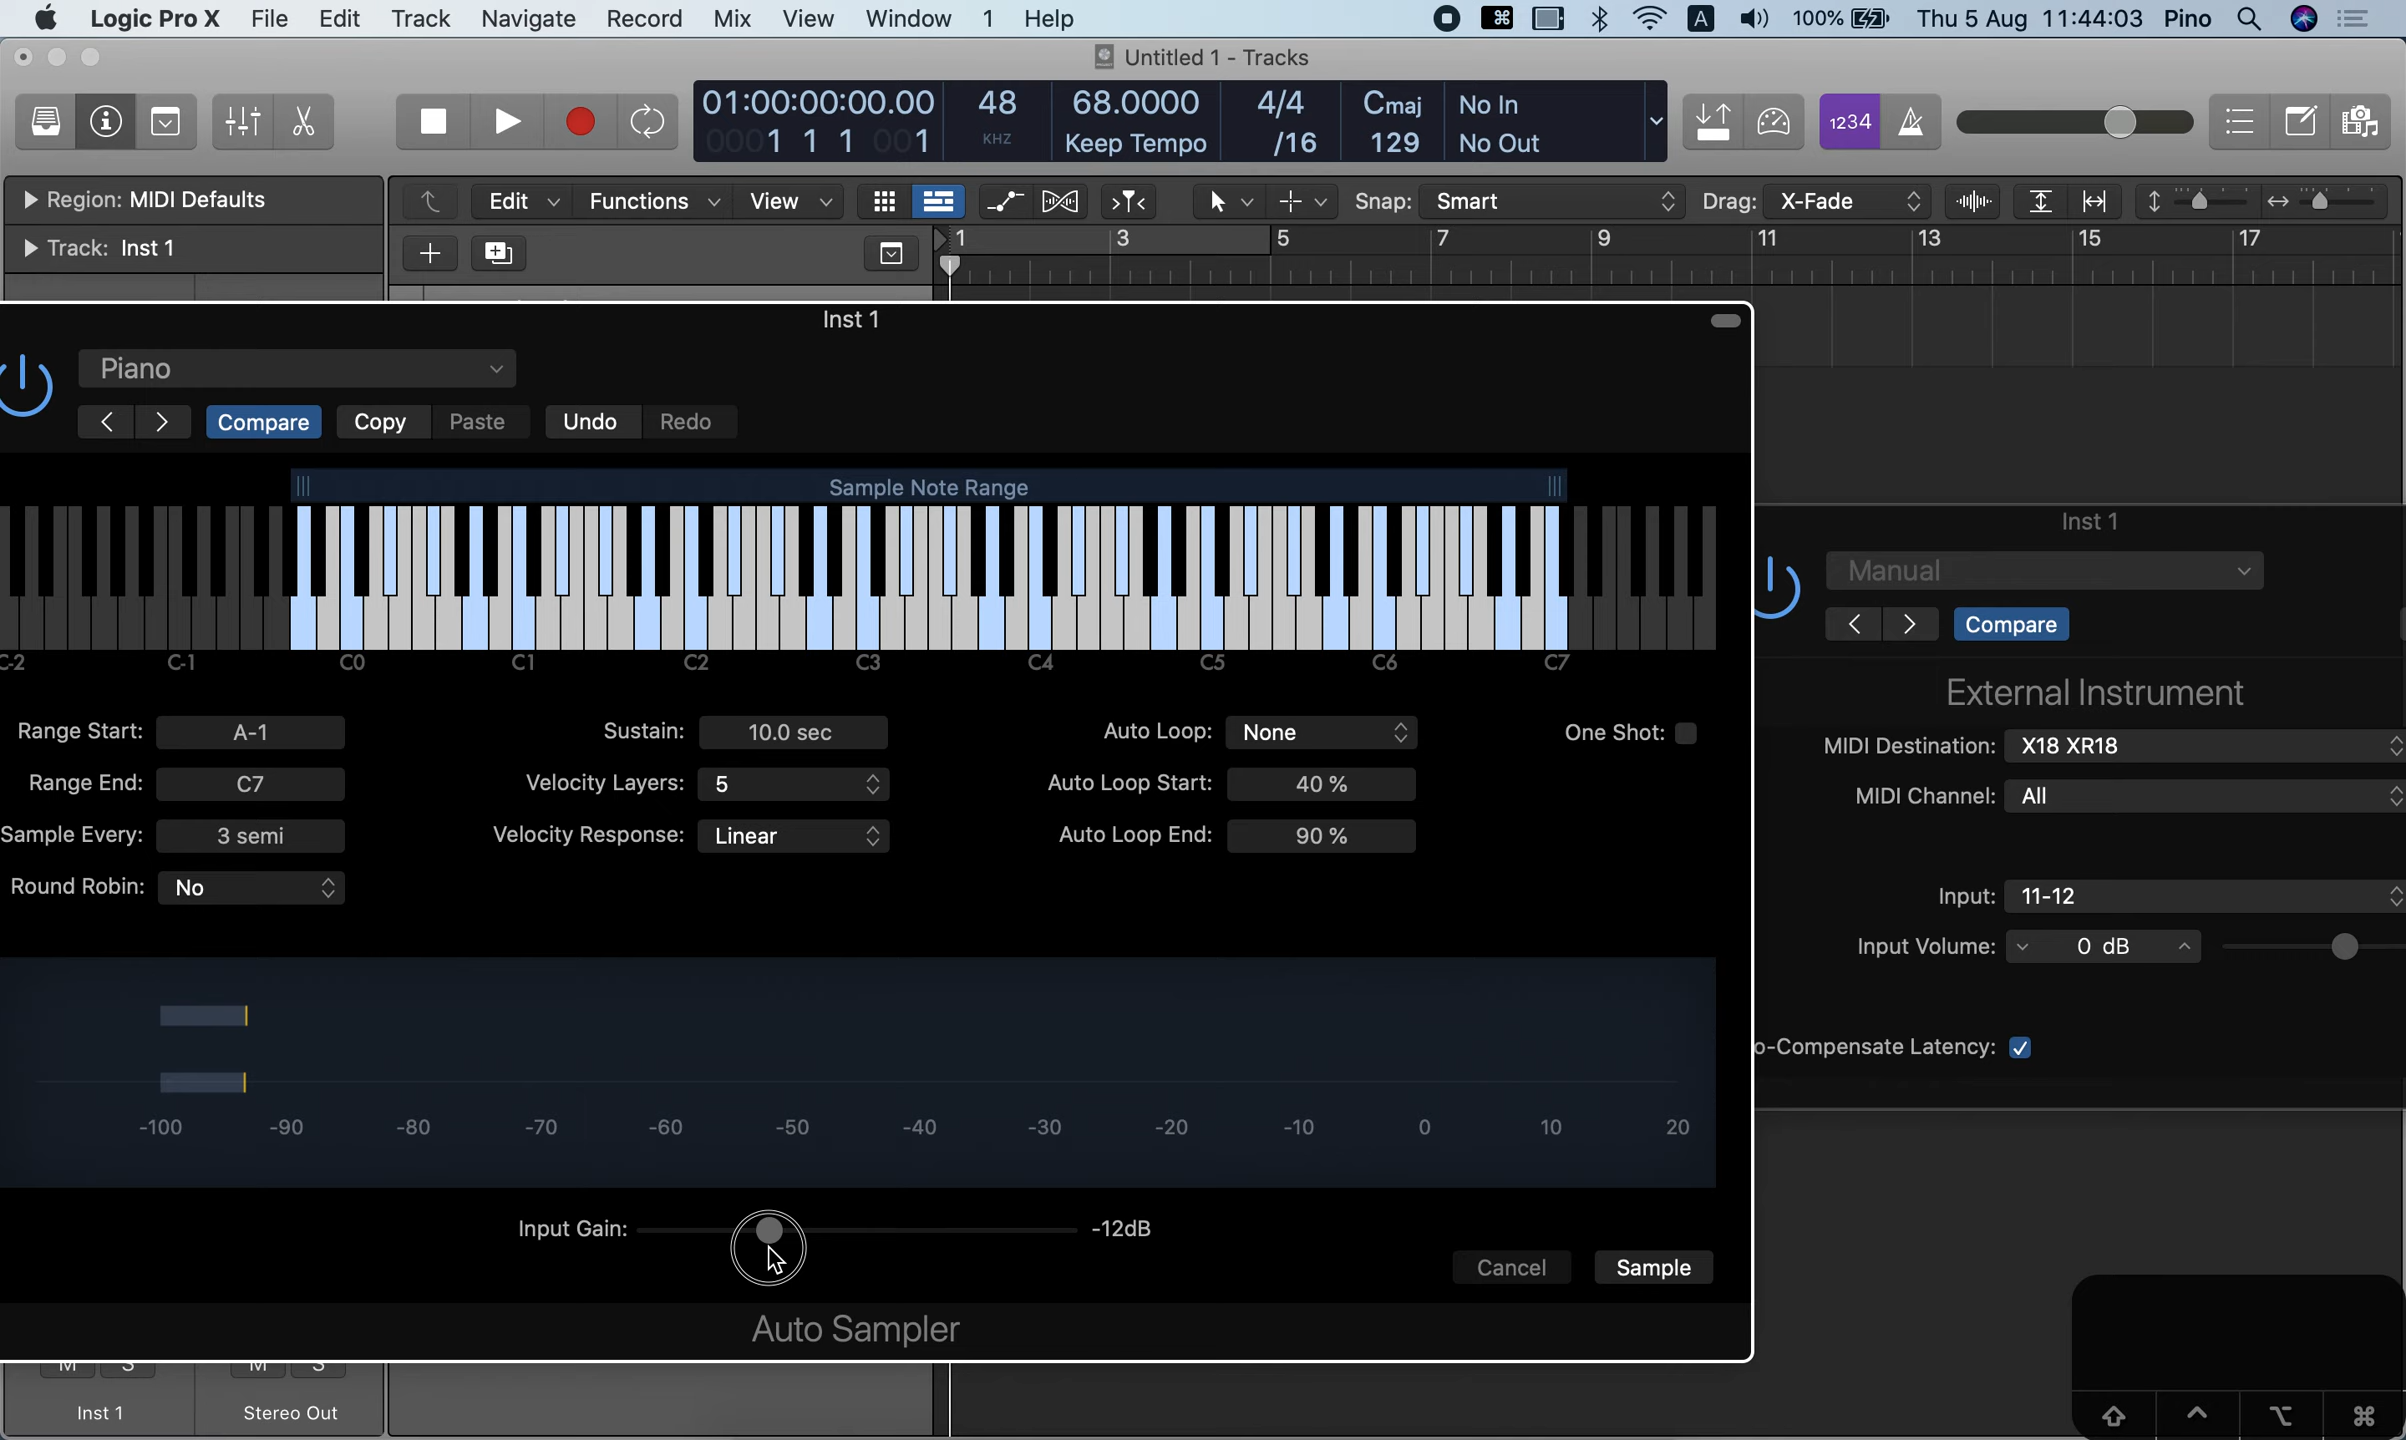 Logic Pro X File Edit Track Navigate Record Mix View Window 1 Help
A 100% Thu 5 Aug 11:44:03 Pino
Untitled 1 - Tracks
01:00:00:00.00 48 68.0000 4/4 Cmaj No In
0001 1 1 001 KHZ Keep Tempo /16 129 No Out
1234
Region: MIDI Defaults
Edit Functions View Snap: Smart Drag: X-Fade
Track: Inst 1
1 3 5 7 9 11 13 15 17
Inst 1
Piano
Compare Copy Paste Undo Redo
Sample Note Range
C-2 C-1 C0 C1 C2 C3 C4 C5 C6 C7
Range Start: A-1 Sustain: 10.0 sec Auto Loop: None One Shot:
Range End: C7 Velocity Layers: 5 Auto Loop Start: 40 %
Sample Every: 3 semi Velocity Response: Linear Auto Loop End: 90 %
Round Robin: No
-100 -90 -80 -70 -60 -50 -40 -30 -20 -10 0 10 20
Input Gain: -12dB
Cancel Sample
Auto Sampler
Inst 1
Manual
Compare
External Instrument
MIDI Destination: X18 XR18
MIDI Channel: All
Input: 11-12
Input Volume: 0 dB
o-Compensate Latency:
M S M S
Inst 1 Stereo Out